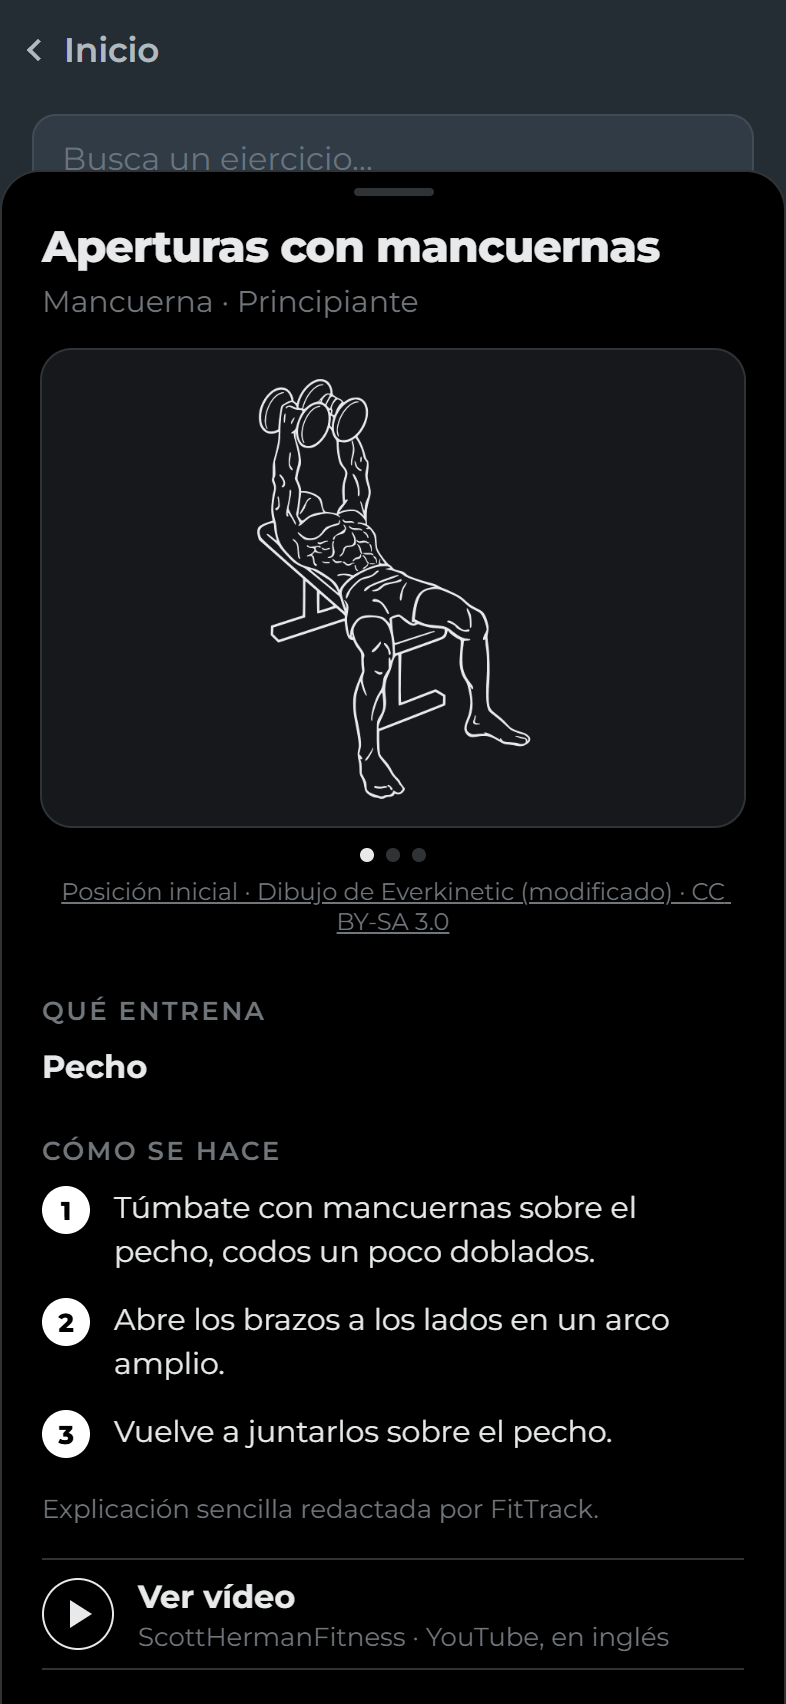 Inicio
Busca un ejercicio...
Aperturas con mancuernas
Mancuerna · Principiante
Posición inicial · Dibujo de Everkinetic (modificado) · CC
BY-SA 3.0
QUÉ ENTRENA
Pecho
CÓMO SE HACE
1 Túmbate con mancuernas sobre el
pecho, codos un poco doblados.
2 Abre los brazos a los lados en un arco
amplio.
3 Vuelve a juntarlos sobre el pecho.
Explicación sencilla redactada por FitTrack.
Ver vídeo
ScottHermanFitness · YouTube, en inglés